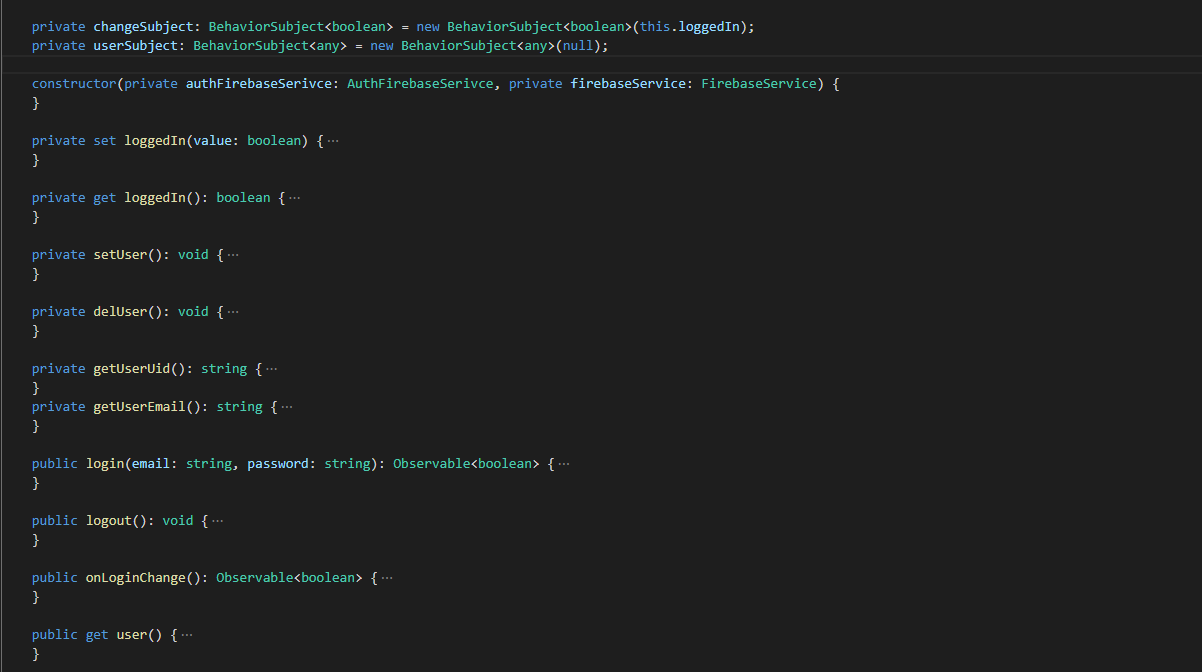 private changeSubject: BehaviorSubject<boolean> = new BehaviorSubject<boolean>(this.loggedIn);
private userSubject: BehaviorSubject<any> = new BehaviorSubject<any>(null);
constructor(private authFirebaseSerivce: AuthFirebaseSerivce, private firebaseService: FirebaseService) {
}
private set loggedIn(value: boolean) {···
}
private get loggedIn(): boolean {···
}
private setUser(): void {···
}
private delUser(): void {···
}
private getUserUid(): string {···
}
private getUserEmail(): string {···
}
public login(email: string, password: string): Observable<boolean> {···
}
public logout(): void {···
}
public onLoginChange(): Observable<boolean> {···
}
public get user() {···
}